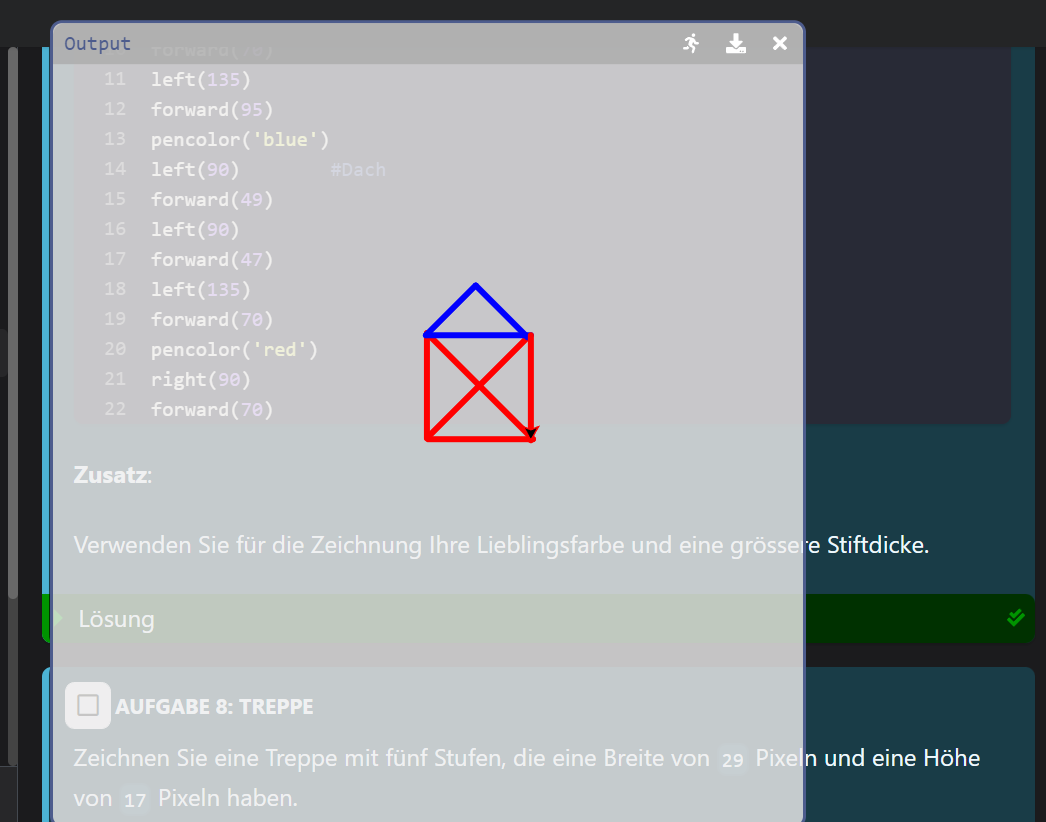 Output
forward(70)
11 left(135)
12 forward(95)
13 pencolor('blue')
14 left(90) #Dach
15 forward(49)
16 left(90)
17 forward(47)
18 left(135)
19 forward(70)
20 pencolor('red')
21 right(90)
22 forward(70)
Zusatz:
Verwenden Sie für die Zeichnung Ihre Lieblingsfarbe und eine grössere Stiftdicke.
Lösung
AUFGABE 8: TREPPE
Zeichnen Sie eine Treppe mit fünf Stufen, die eine Breite von 29 Pixeln und eine Höhe
von 17 Pixeln haben.